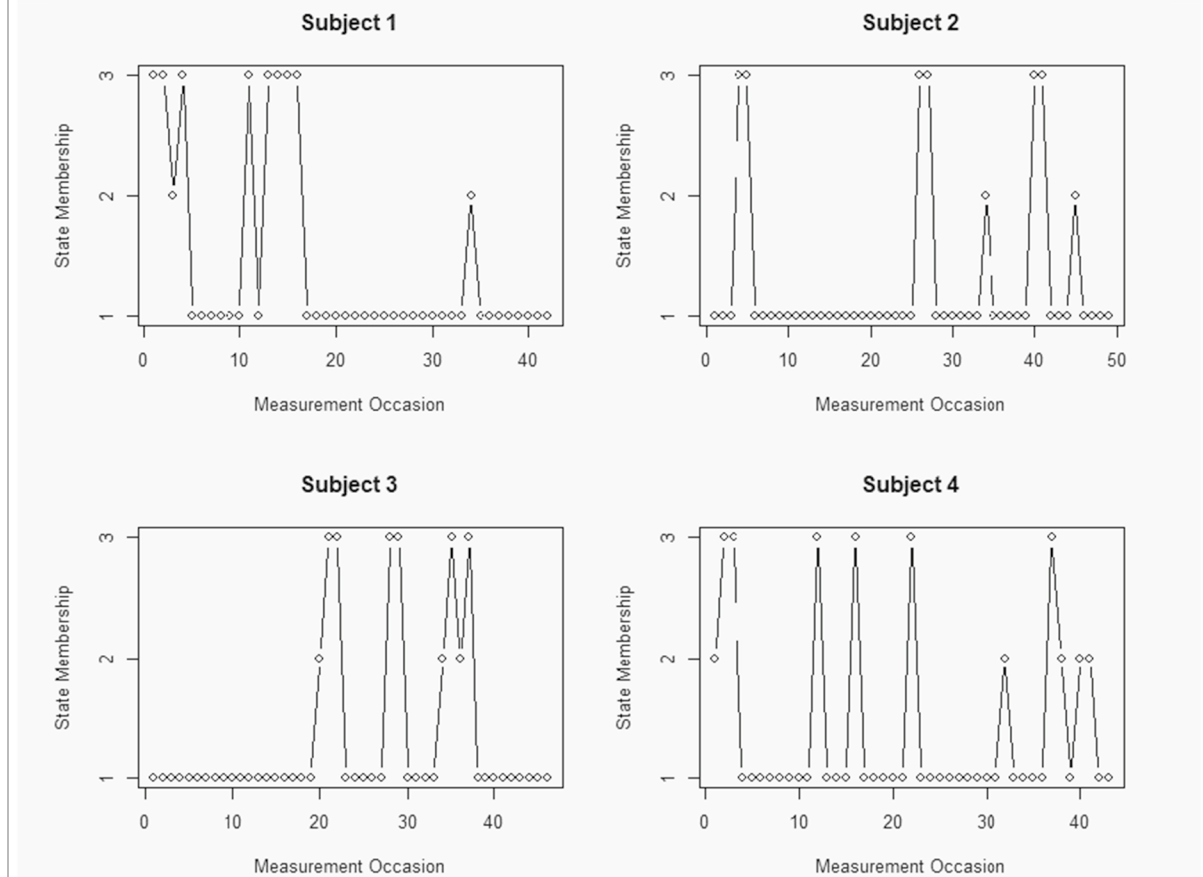 Subject 1
State Membership
3
2
1
0 10 20 30 40
Measurement Occasion
Subject 2
State Membership
3
2
1
0 10 20 30 40 50
Measurement Occasion
Subject 3
State Membership
3
2
1
0 10 20 30 40
Measurement Occasion
Subject 4
State Membership
3
2
1
0 10 20 30 40
Measurement Occasion